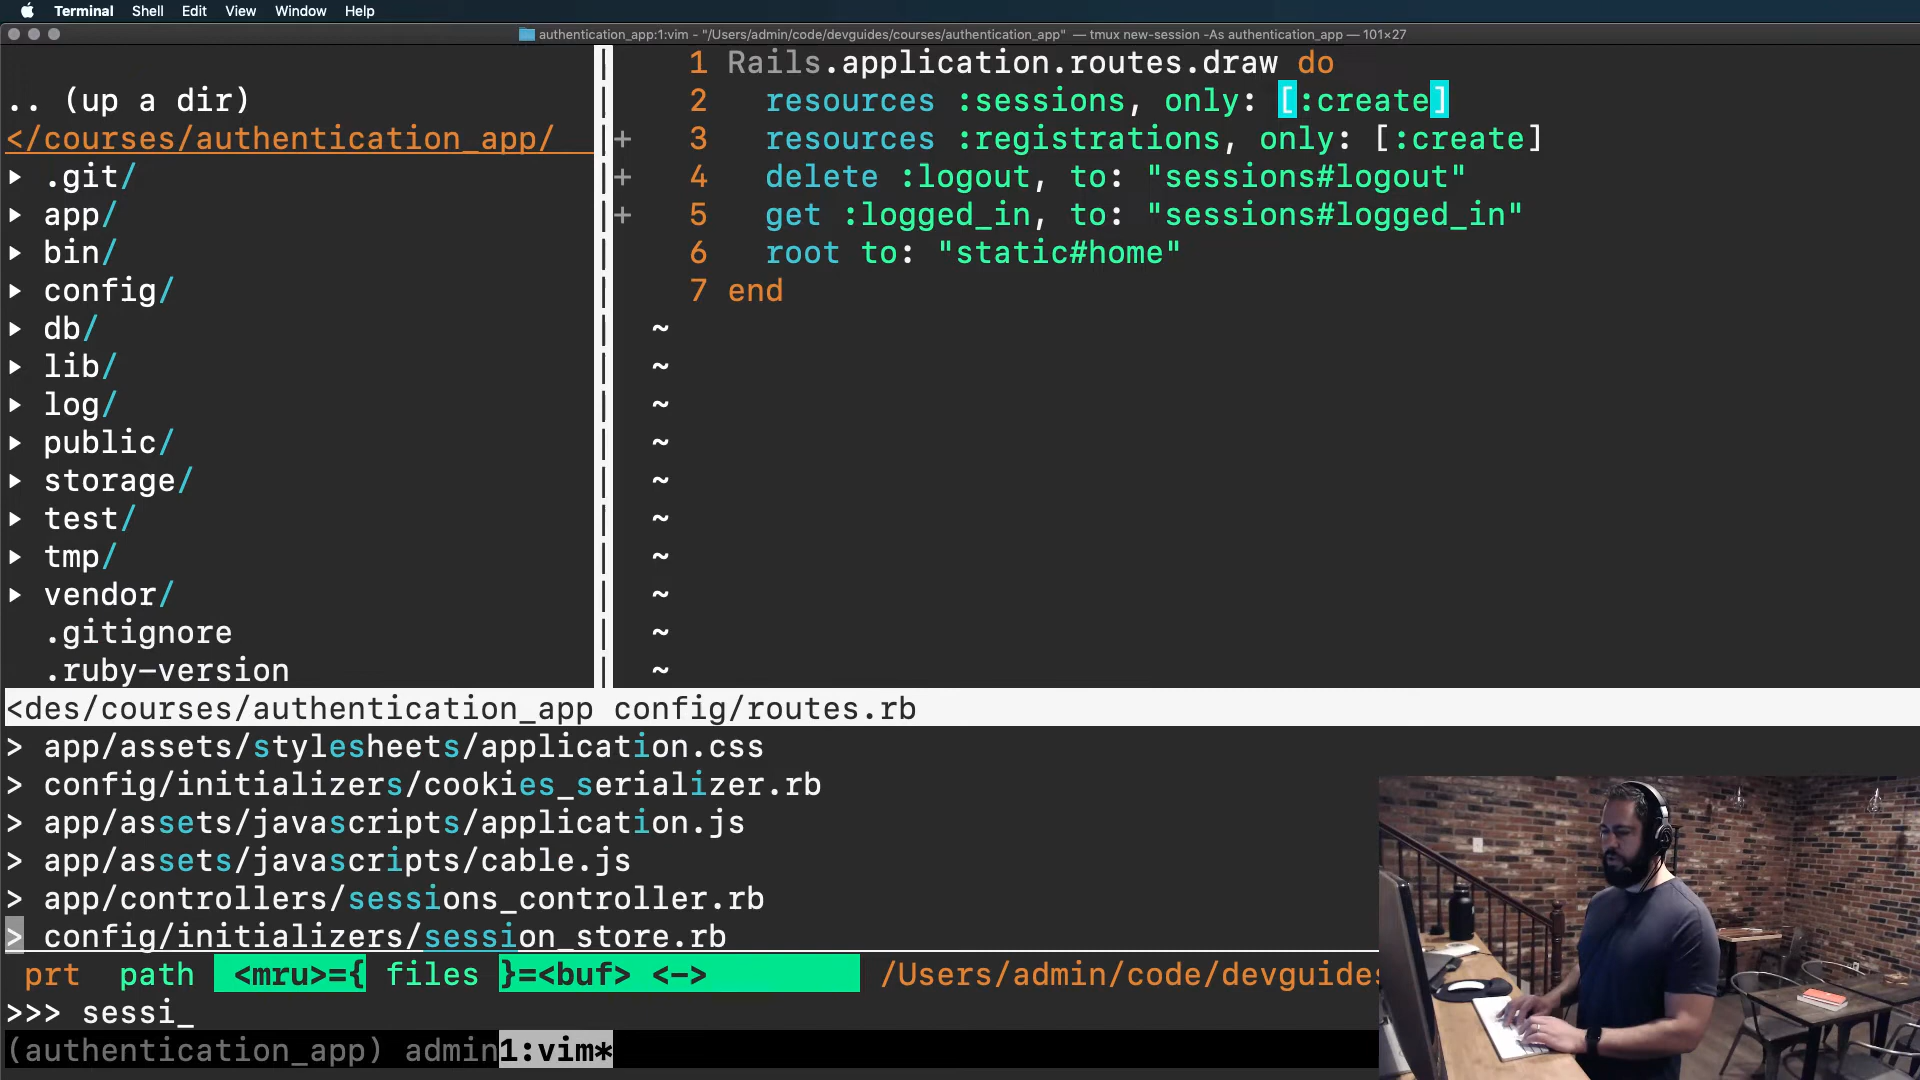 Terminal Shell Edit View Window Help
authentication_app:1:vim - "/Users/admin/code/devguides/courses/authentication_app" — tmux new-session -As authentication_app — 101×27
.. (up a dir)
</courses/authentication_app/
▸ .git/
▸ app/
▸ bin/
▸ config/
▸ db/
▸ lib/
▸ log/
▸ public/
▸ storage/
▸ test/
▸ tmp/
▸ vendor/
.gitignore
.ruby-version
1 Rails.application.routes.draw do
2 resources :sessions, only: [:create]
+ 3 resources :registrations, only: [:create]
+ 4 delete :logout, to: "sessions#logout"
+ 5 get :logged_in, to: "sessions#logged_in"
6 root to: "static#home"
7 end
~
~
~
~
~
~
~
~
~
~
<des/courses/authentication_app config/routes.rb
> app/assets/stylesheets/application.css
> config/initializers/cookies_serializer.rb
> app/assets/javascripts/application.js
> app/assets/javascripts/cable.js
> app/controllers/sessions_controller.rb
> config/initializers/session_store.rb
prt path <mru>={ files }=<buf> <-> /Users/admin/code/devguides
>>> sessi_
(authentication_app) admin1:vim*